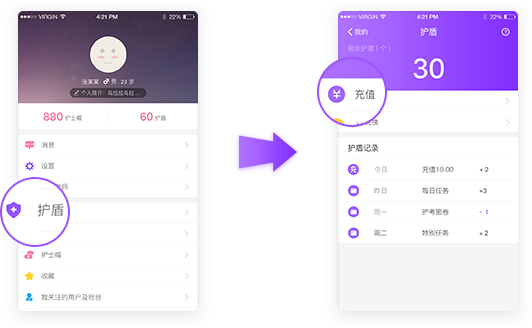 VIRGIN
4:21 PM
22%
张某某 男 23 岁
个人简介：乌拉拉乌拉...
880 护士帽
60 护盾
消息
设置
护盾
护士帽
收藏
我关注的用户及粉丝
VIRGIN
4:21 PM
22%
我的
护盾
?
剩余护盾（个）
30
¥ 充值
换
护盾记录
今日 充值10:00 +2
昨日 每日任务 +3
周一 护考密卷 - 1
周二 特别任务 + 2